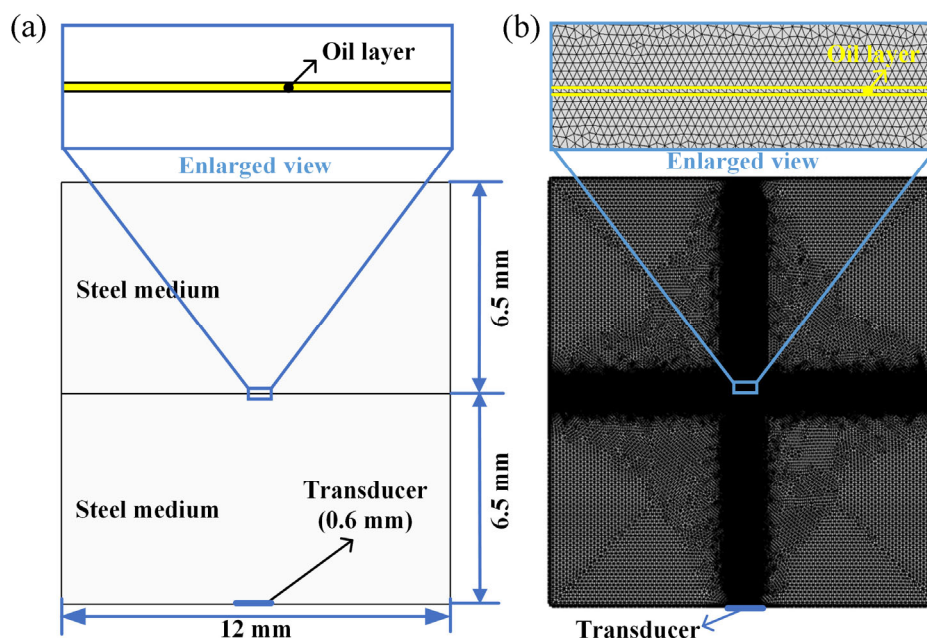 (a)
Oil layer
Enlarged view
Steel medium
6.5 mm
Steel medium
Transducer
(0.6 mm)
6.5 mm
12 mm
(b)
Oil layer
Enlarged view
Transducer